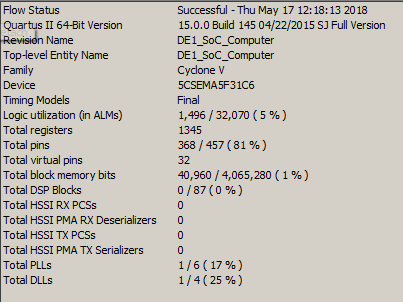 Flow Status Successful - Thu May 17 12:18:13 2018
Quartus II 64-Bit Version 15.0.0 Build 145 04/22/2015 SJ Full Version
Revision Name DE1_SoC_Computer
Top-level Entity Name DE1_SoC_Computer
Family Cyclone V
Device 5CSEMA5F31C6
Timing Models Final
Logic utilization (in ALMs) 1,496 / 32,070 ( 5 % )
Total registers 1345
Total pins 368 / 457 ( 81 % )
Total virtual pins 32
Total block memory bits 40,960 / 4,065,280 ( 1 % )
Total DSP Blocks 0 / 87 ( 0 % )
Total HSSI RX PCSs 0
Total HSSI PMA RX Deserializers 0
Total HSSI TX PCSs 0
Total HSSI PMA TX Serializers 0
Total PLLs 1 / 6 ( 17 % )
Total DLLs 1 / 4 ( 25 % )